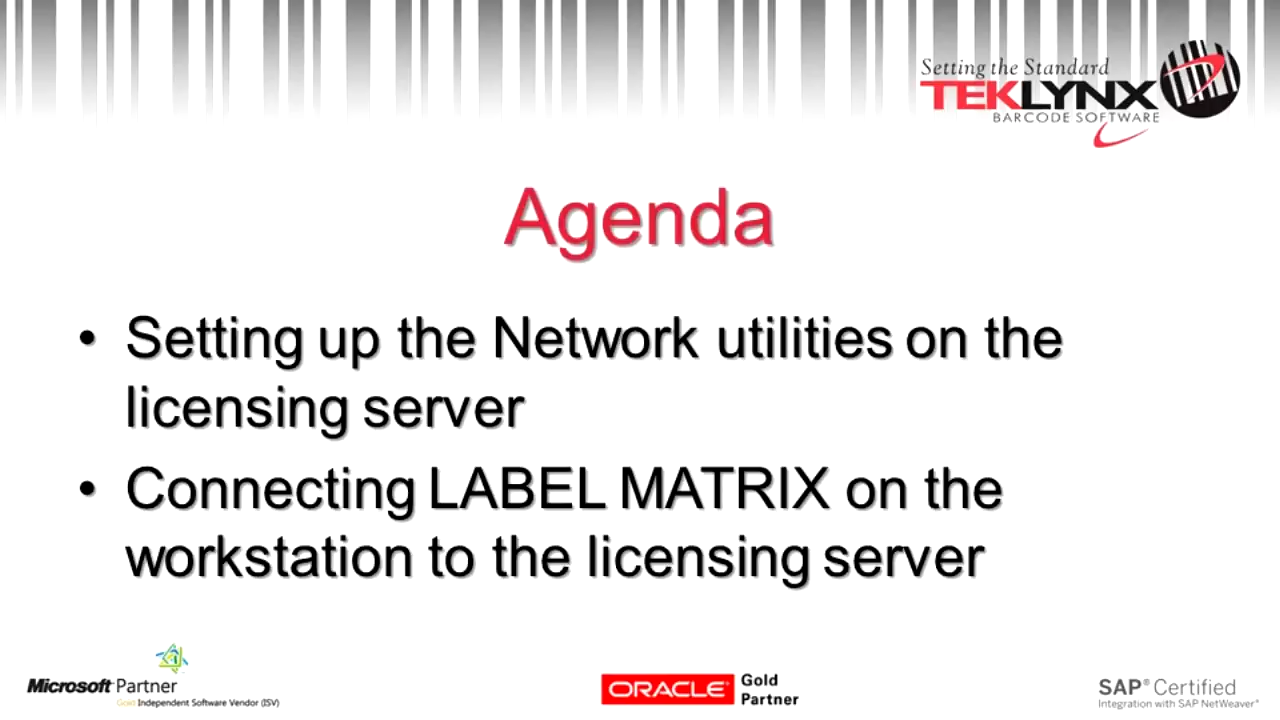 Setting the Standard
TEKLYNX
BARCODE SOFTWARE
Agenda
• Setting up the Network utilities on the
licensing server
• Connecting LABEL MATRIX on the
workstation to the licensing server
Microsoft Partner
Independent Software Vendor (ISV)
ORACLE Gold
Partner
SAP® Certified
Integration with SAP NetWeaver®